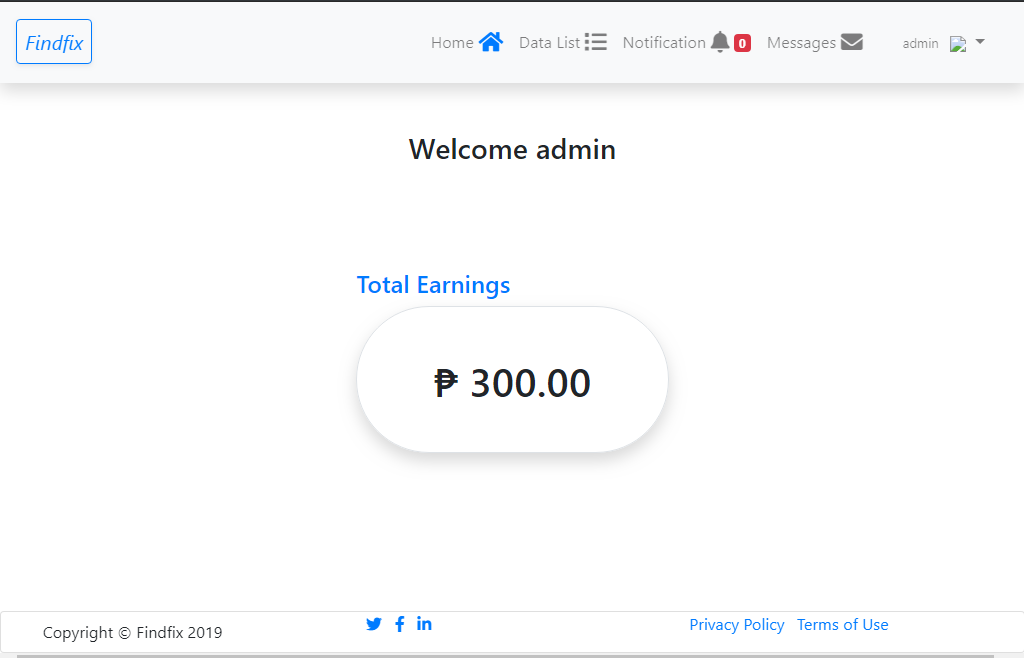 Findfix
Home Data List Notification 0 Messages admin
Welcome admin
Total Earnings
₱ 300.00
Copyright © Findfix 2019
Privacy Policy Terms of Use